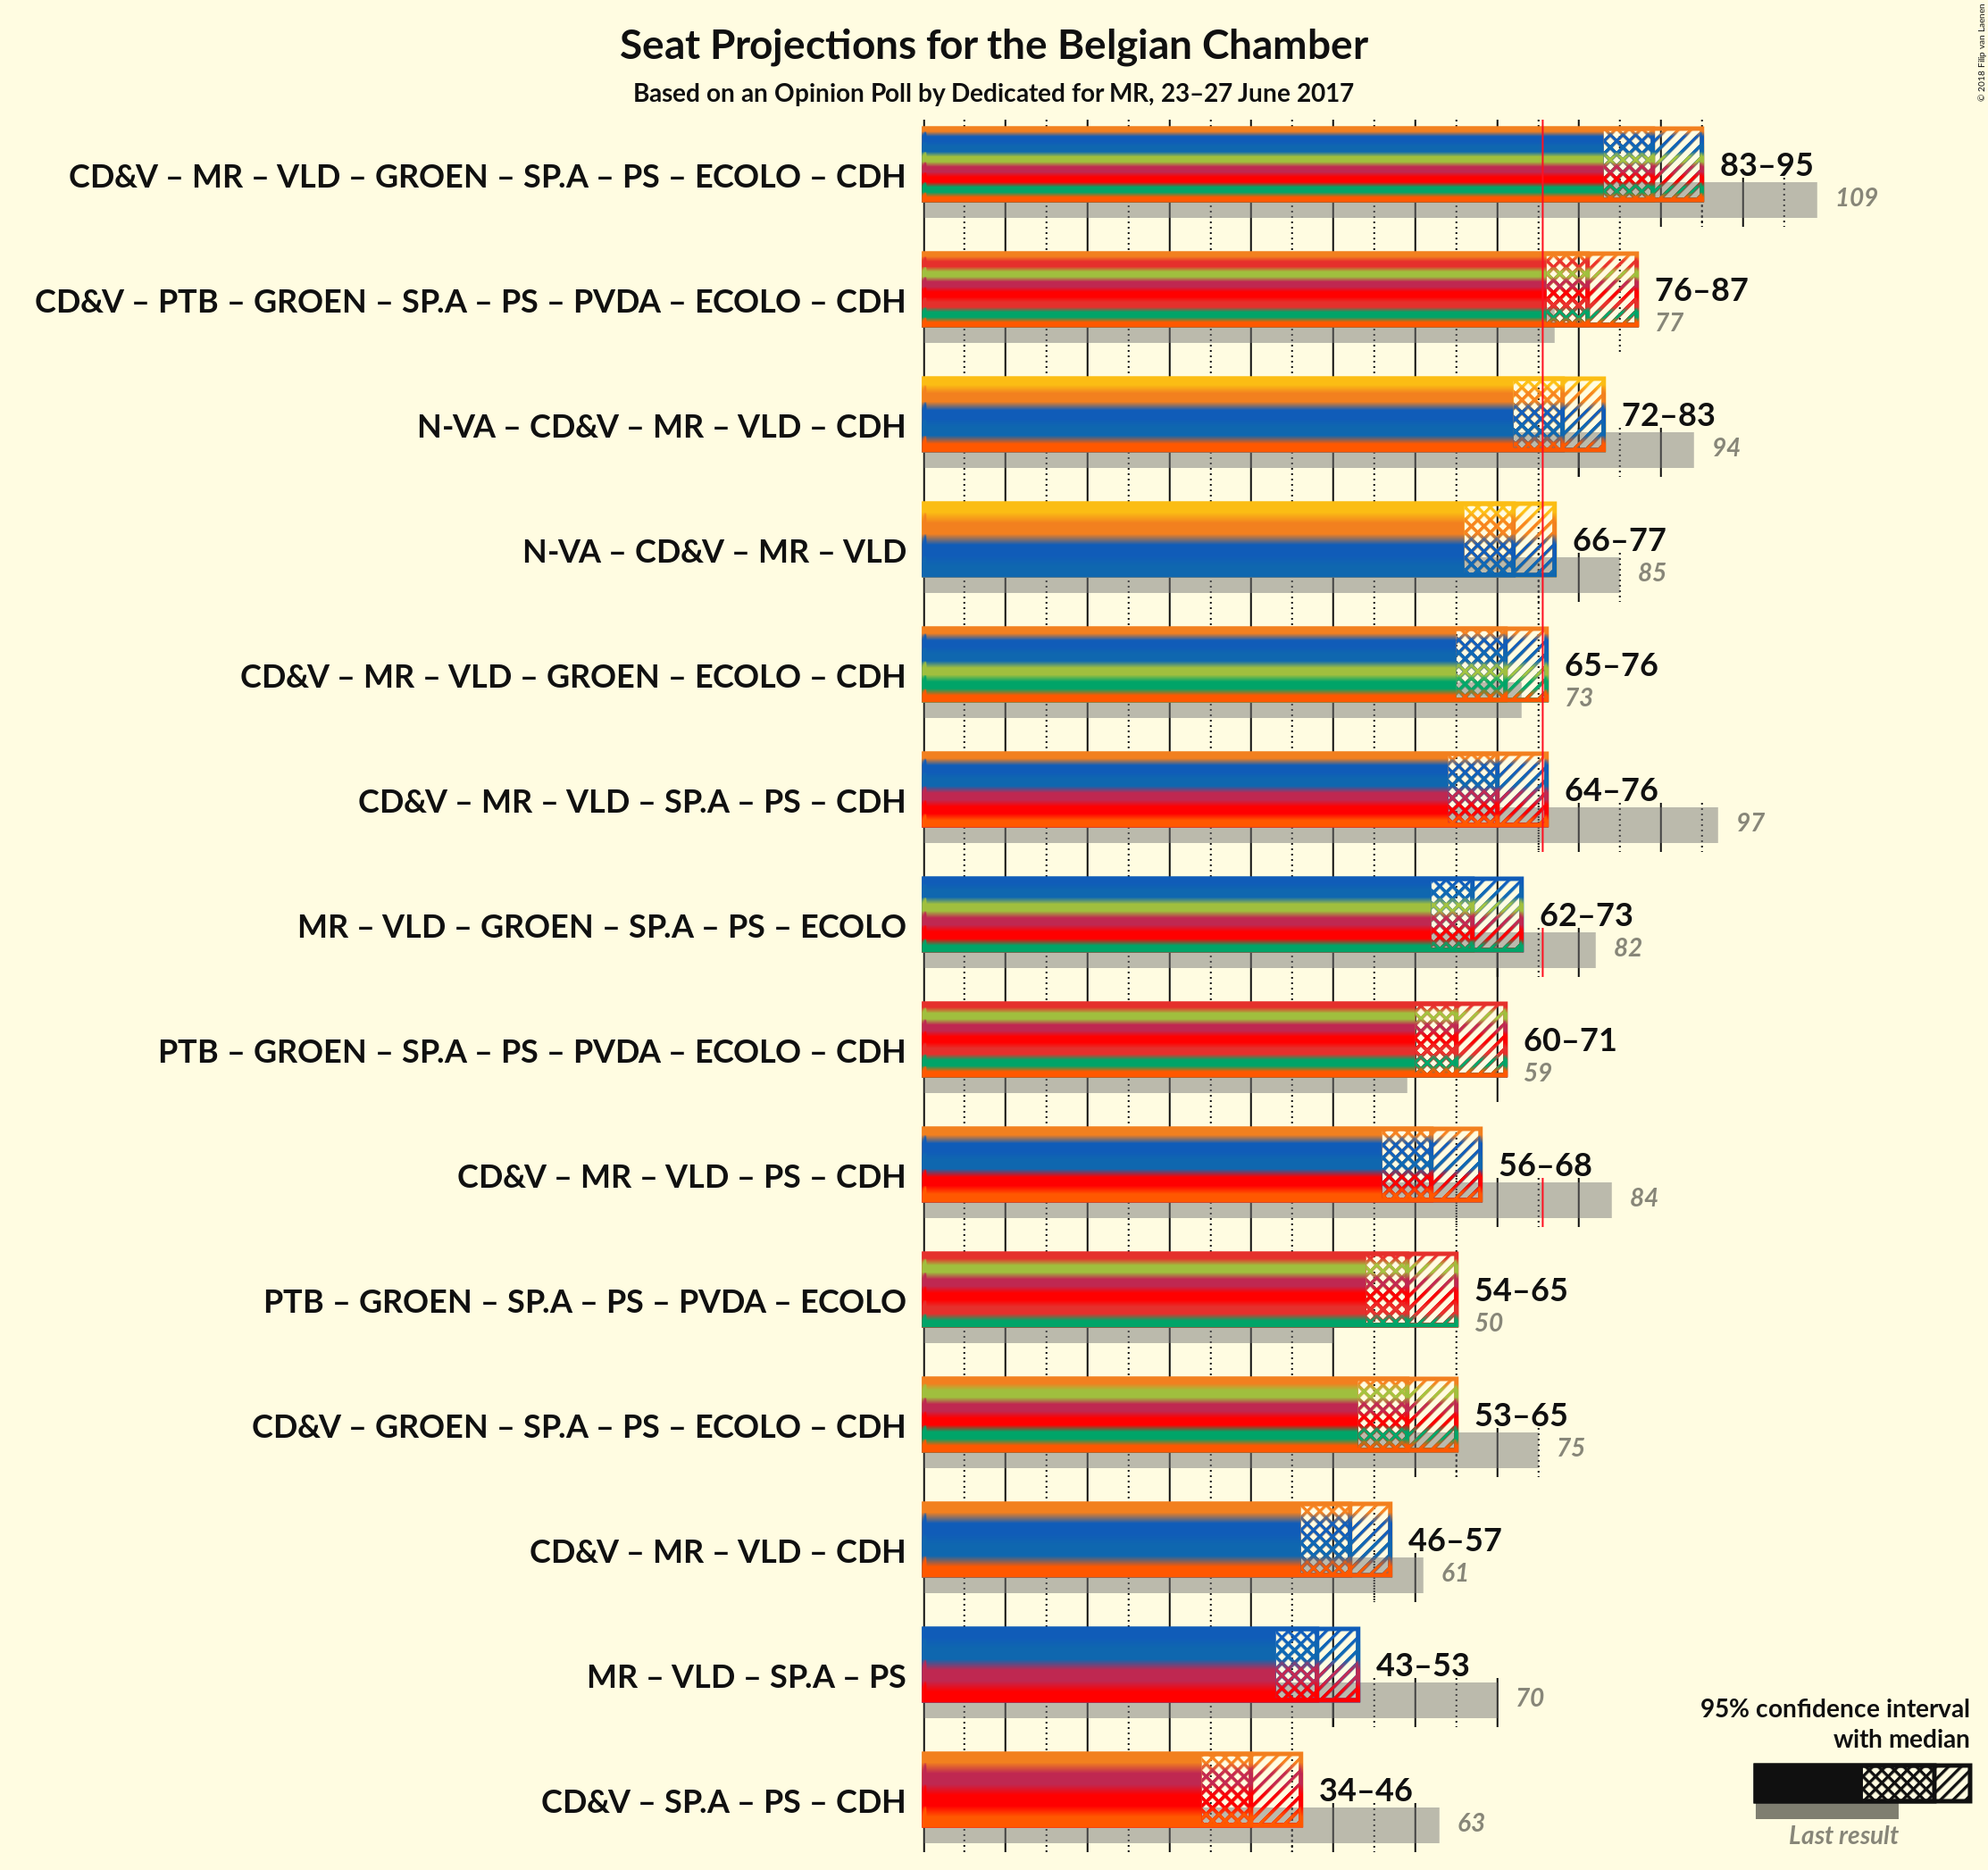 Seat Projections for the Belgian Chamber
Based on an Opinion Poll by Dedicated for MR, 23–27 June 2017
© 2018 Filip van Laenen
CD&V – MR – VLD – GROEN – SP.A – PS – ECOLO – CDH
83–95
109
CD&V – PTB – GROEN – SP.A – PS – PVDA – ECOLO – CDH
76–87
77
N-VA – CD&V – MR – VLD – CDH
72–83
94
N-VA – CD&V – MR – VLD
66–77
85
CD&V – MR – VLD – GROEN – ECOLO – CDH
65–76
73
CD&V – MR – VLD – SP.A – PS – CDH
64–76
97
MR – VLD – GROEN – SP.A – PS – ECOLO
62–73
82
PTB – GROEN – SP.A – PS – PVDA – ECOLO – CDH
60–71
59
CD&V – MR – VLD – PS – CDH
56–68
84
PTB – GROEN – SP.A – PS – PVDA – ECOLO
54–65
50
CD&V – GROEN – SP.A – PS – ECOLO – CDH
53–65
75
CD&V – MR – VLD – CDH
46–57
61
MR – VLD – SP.A – PS
43–53
70
CD&V – SP.A – PS – CDH
34–46
63
95% confidence interval
with median
Last result